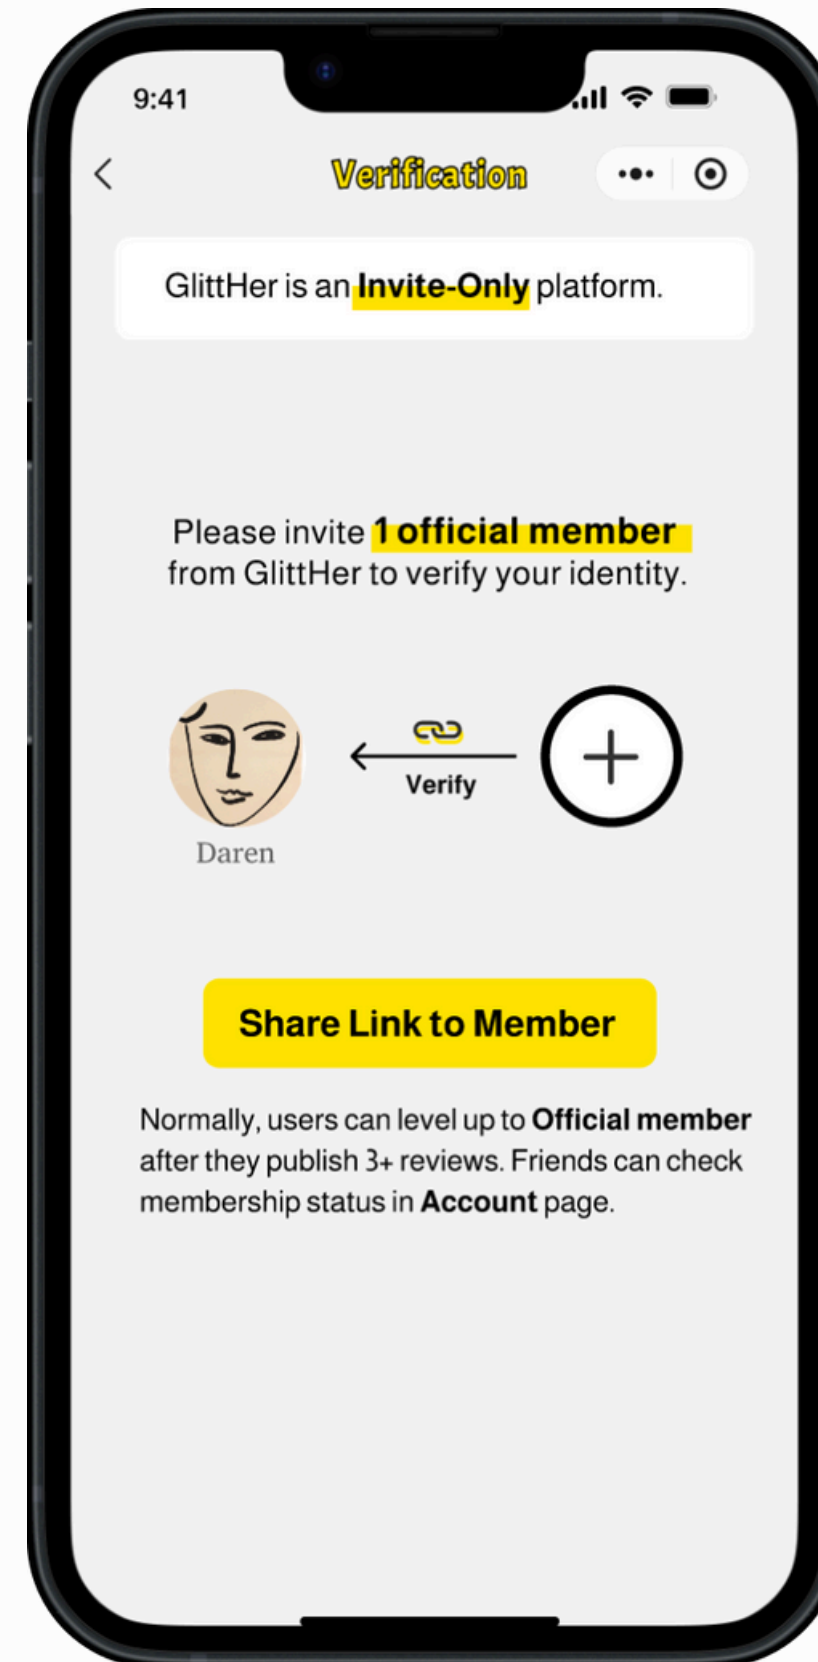 9:41
Verification
GlittHer is an Invite-Only platform.
Please invite 1 official member
from GlittHer to verify your identity.
Verify
Daren
Share Link to Member
Normally, users can level up to Official member
after they publish 3+ reviews. Friends can check
membership status in Account page.